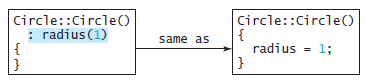 Circle::Circle()
  : radius(1)
{
}
same as
Circle::Circle()
{
  radius = 1;
}